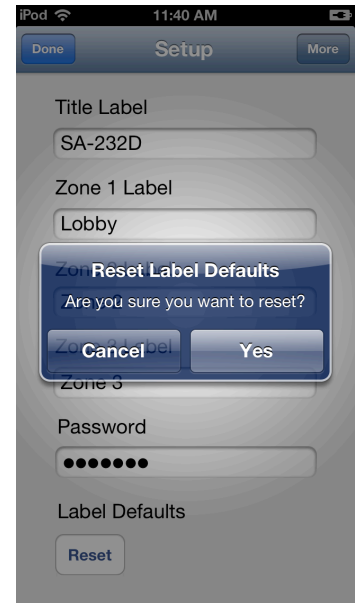 iPod 11:40 AM
Done Setup More
Title Label
SA-232D
Zone 1 Label
Lobby
Reset Label Defaults
Are you sure you want to reset?
Cancel Yes
Zone 3
Password
●●●●●●●
Label Defaults
Reset